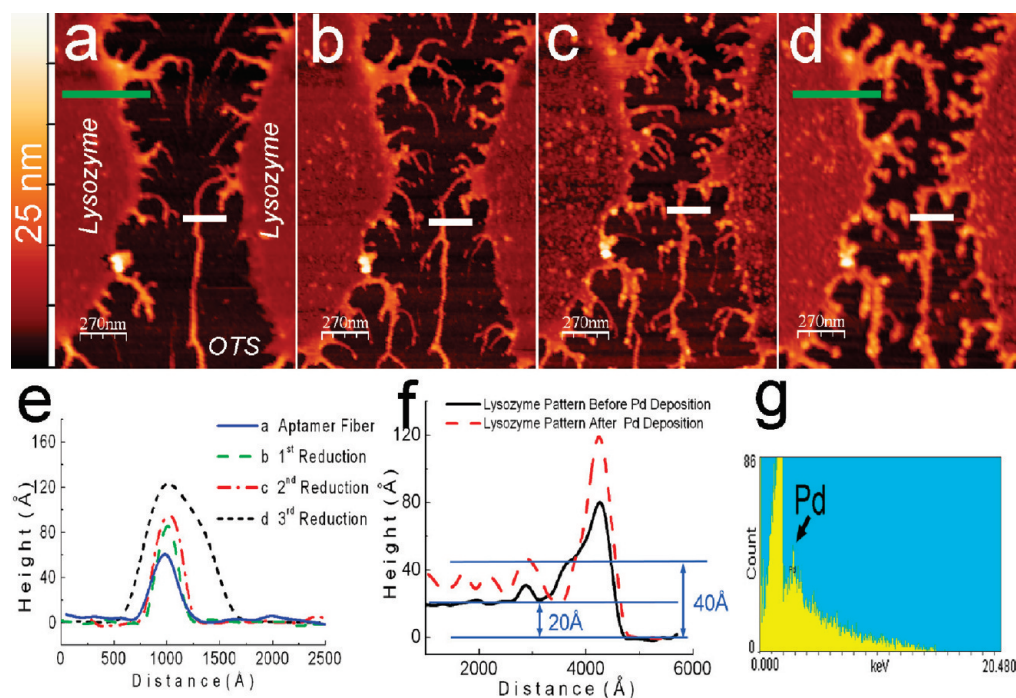 25 nm
a
Lysozyme
Lysozyme
270nm
OTS
b
270nm
c
270nm
d
270nm
e
Height (Å)
160
120
80
40
0
0 500 1000 1500 2000 2500
Distance(Å)
a Aptamer Fiber
b 1st Reduction
c 2nd Reduction
d 3rd Reduction
f
Lysozyme Pattern Before Pd Deposition
Lysozyme Pattern After Pd Deposition
Height (Å)
120
80
40
0
20Å
40Å
2000 4000 6000
Distance (Å)
g
86
Pd
Count
0
0.000 keV 20.480